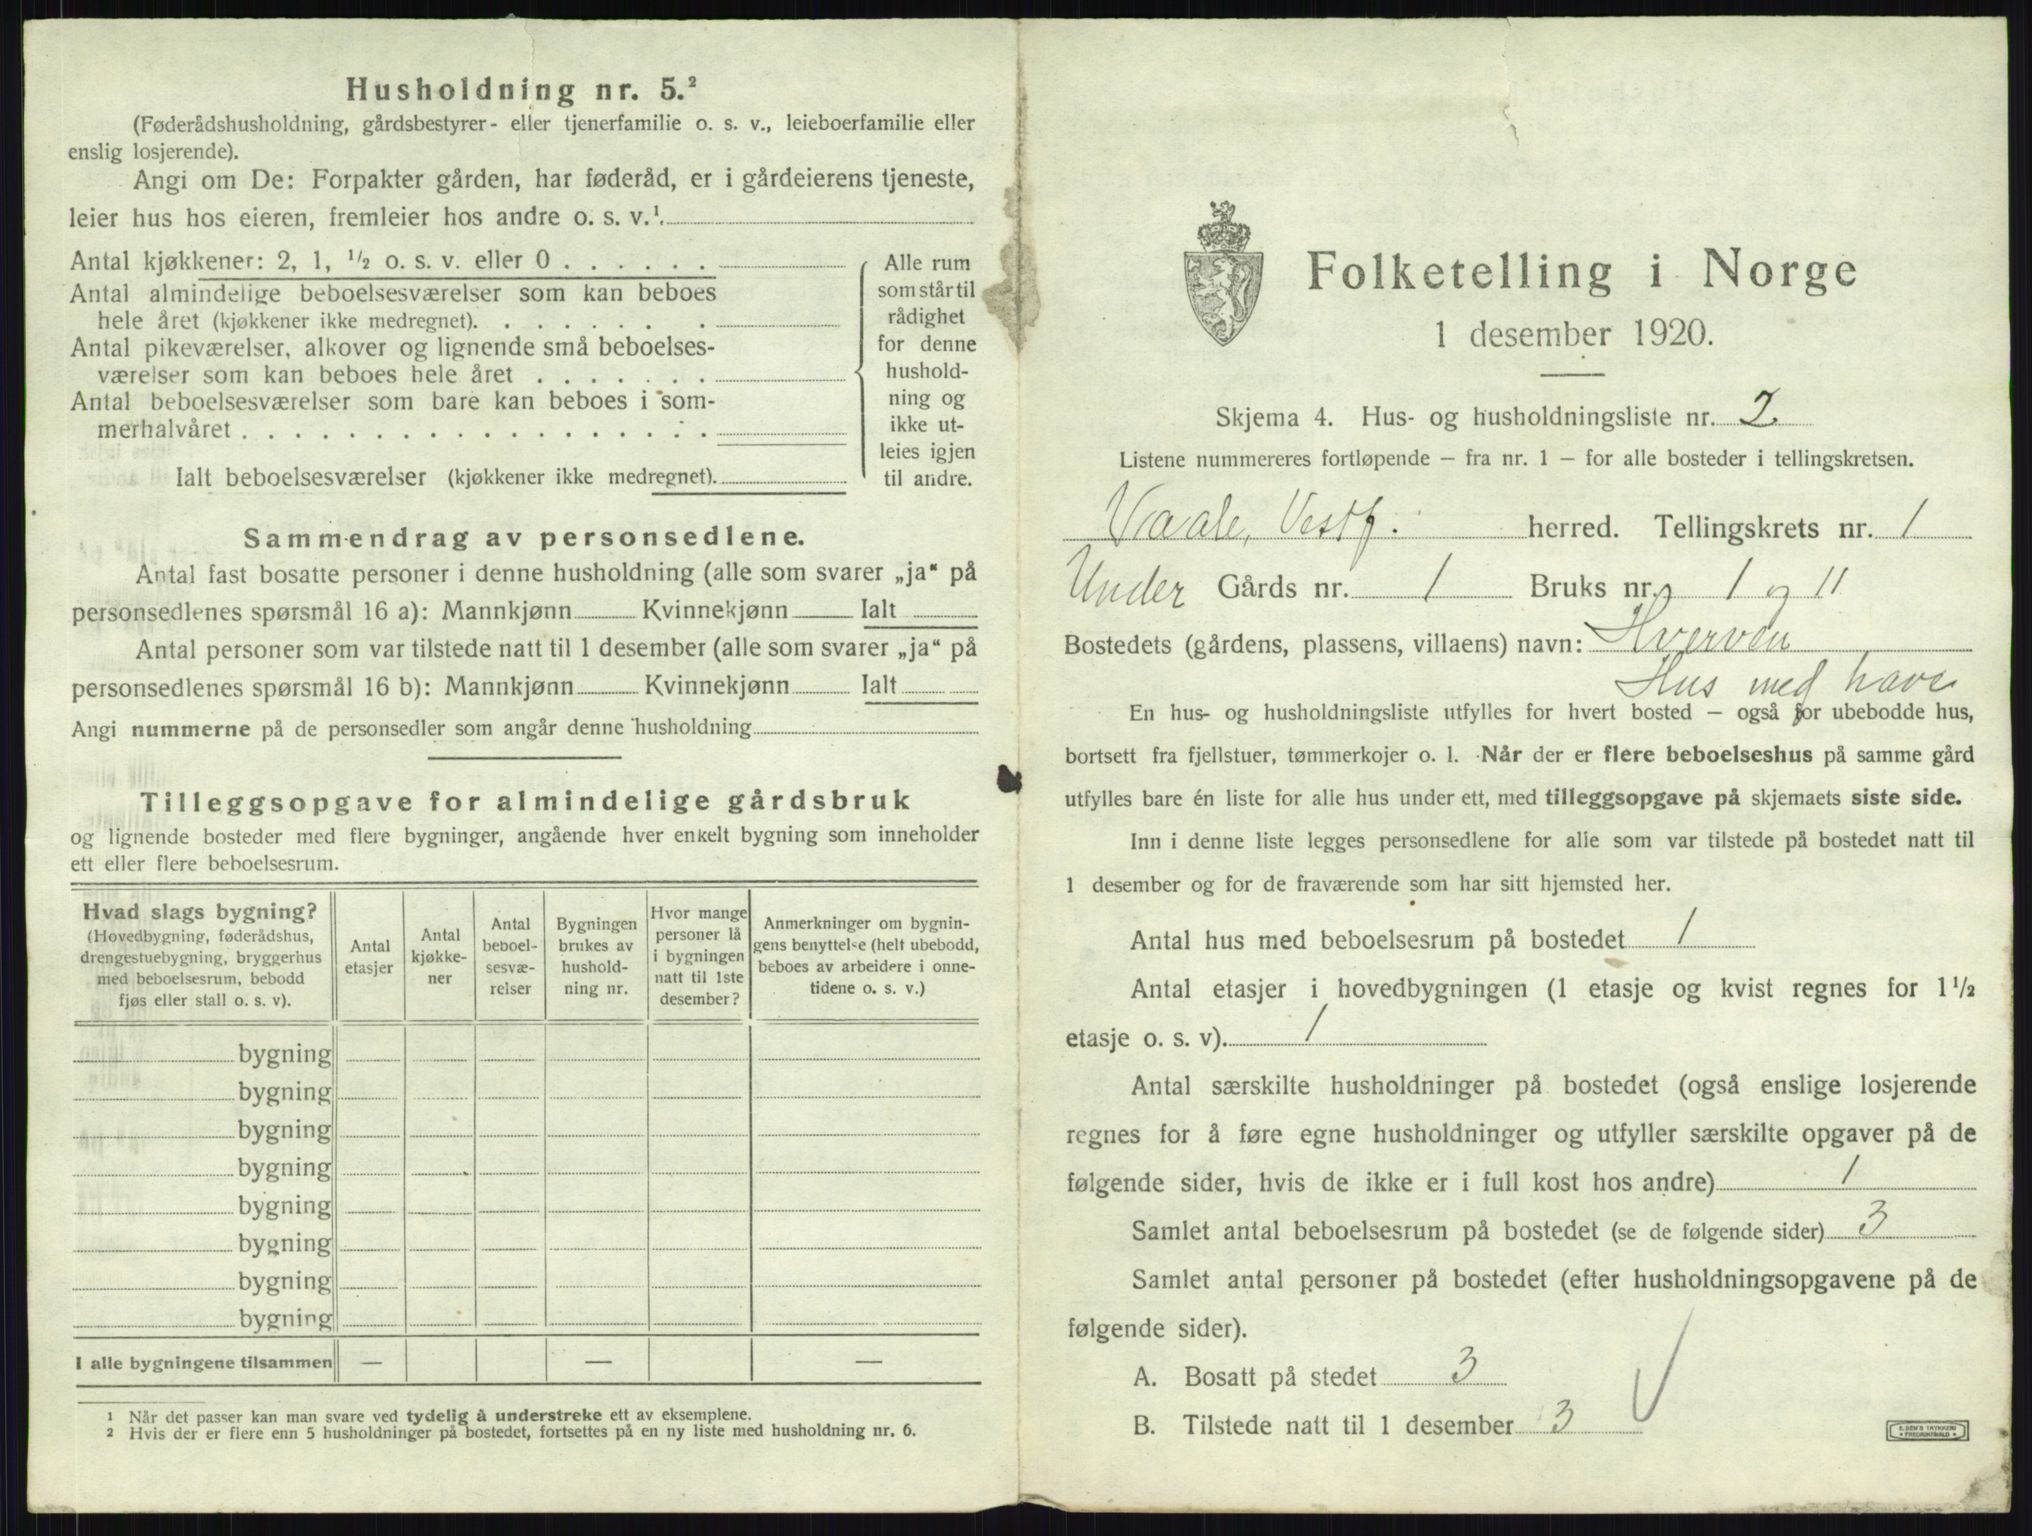 Husholdning nr. 5.²
(Føderådshusholdning, gårdsbestyrer- eller tjenerfamilie o. s. v., leieboerfamilie eller
enslig losjerende).
Angi om De: Forpakter gården, har føderåd, er i gårdeierens tjeneste,
leier hus hos eieren, fremleier hos andre o. s. v.¹.
Antal kjøkkener: 2, 1, ½ o. s. v. eller 0 . . . . . .
Antal almindelige beboelsesværelser som kan beboes
hele året (kjøkkener ikke medregnet). . . . . . . .
Antal pikeværelser, alkover og lignende små beboelses-
værelser som kan beboes hele året . . . . . . .
Antal beboelsesværelser som bare kan beboes i som-
merhalvåret . . . . . . . . . . . . . . . . . .
Ialt beboelsesværelser (kjøkkener ikke medregnet).
Alle rum
som står til
rådighet
for denne
hushold-
ning og
ikke ut-
leies igjen
til andre.
Sammendrag av personsedlene.
Antal fast bosatte personer i denne husholdning (alle som svarer „ja“ på
personsedlenes spørsmål 16 a): Mannkjønn Kvinnekjønn Ialt
Antal personer som var tilstede natt til 1 desember (alle som svarer „ja“ på
personsedlenes spørsmål 16 b): Mannkjønn Kvinnekjønn Ialt
Angi nummerne på de personsedler som angår denne husholdning
Tilleggsopgave for almindelige gårdsbruk
og lignende bosteder med flere bygninger, angående hver enkelt bygning som inneholder
ett eller flere beboelsesrum.
Hvad slags bygning?
(Hovedbygning, føderådshus,
drengestuebygning, bryggerhus
med beboelsesrum, bebodd
fjøs eller stall o. s. v).
Antal
etasjer
Antal
kjøkke-
ner
Antal
beboel-
sesvæ-
relser
Bygningen
brukes av
hushold-
ning nr.
Hvor mange
personer lå
i bygningen
natt til 1ste
desember?
Anmerkninger om bygnin-
gens benyttelse (helt ubebodd,
beboes av arbeidere i onne-
tidene o. s. v.)
bygning
bygning
bygning
bygning
bygning
bygning
bygning
bygning
I alle bygningene tilsammen — — —
1 Når det passer kan man svare ved tydelig å understreke ett av eksemplene.
2 Hvis der er flere enn 5 husholdninger på bostedet, fortsettes på en ny liste med husholdning nr. 6.
Folketelling i Norge
1 desember 1920.
Skjema 4. Hus- og husholdningsliste nr. 2
Listene nummereres fortløpende – fra nr. 1 – for alle bosteder i tellingskretsen.
Vaale, Vestf. herred. Tellingskrets nr. 1
Under Gårds nr. 1 Bruks nr. 1 og 11
Bostedets (gårdens, plassens, villaens) navn: Hverven
Hus med have
En hus- og husholdningsliste utfylles for hvert bosted – også for ubebodde hus,
bortsett fra fjellstuer, tømmerkojer o. l. Når der er flere beboelseshus på samme gård
utfylles bare én liste for alle hus under ett, med tilleggsopgave på skjemaets siste side.
Inn i denne liste legges personsedlene for alle som var tilstede på bostedet natt til
1 desember og for de fraværende som har sitt hjemsted her.
Antal hus med beboelsesrum på bostedet 1
Antal etasjer i hovedbygningen (1 etasje og kvist regnes for 1½
etasje o. s. v). 1
Antal særskilte husholdninger på bostedet (også enslige losjerende
regnes for å føre egne husholdninger og utfyller særskilte opgaver på de
følgende sider, hvis de ikke er i full kost hos andre) 1
Samlet antal beboelsesrum på bostedet (se de følgende sider) 3
Samlet antal personer på bostedet (efter husholdningsopgavene på de
følgende sider).
A. Bosatt på stedet 3
B. Tilstede natt til 1 desember 3